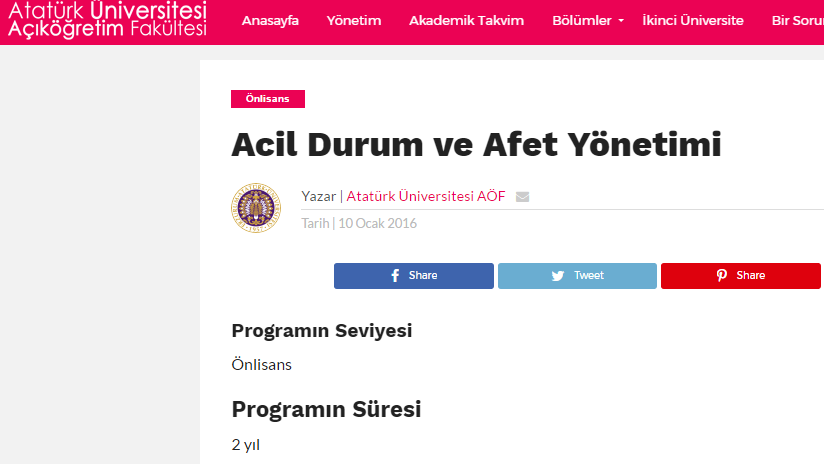 Atatürk Üniversitesi
Açıköğretim Fakültesi
Anasayfa Yönetim Akademik Takvim Bölümler İkinci Üniversite Bir Soru
Önlisans
Acil Durum ve Afet Yönetimi
Yazar | Atatürk Üniversitesi AÖF
Tarih | 10 Ocak 2016
Share Tweet Share
Programın Seviyesi
Önlisans
Programın Süresi
2 yıl